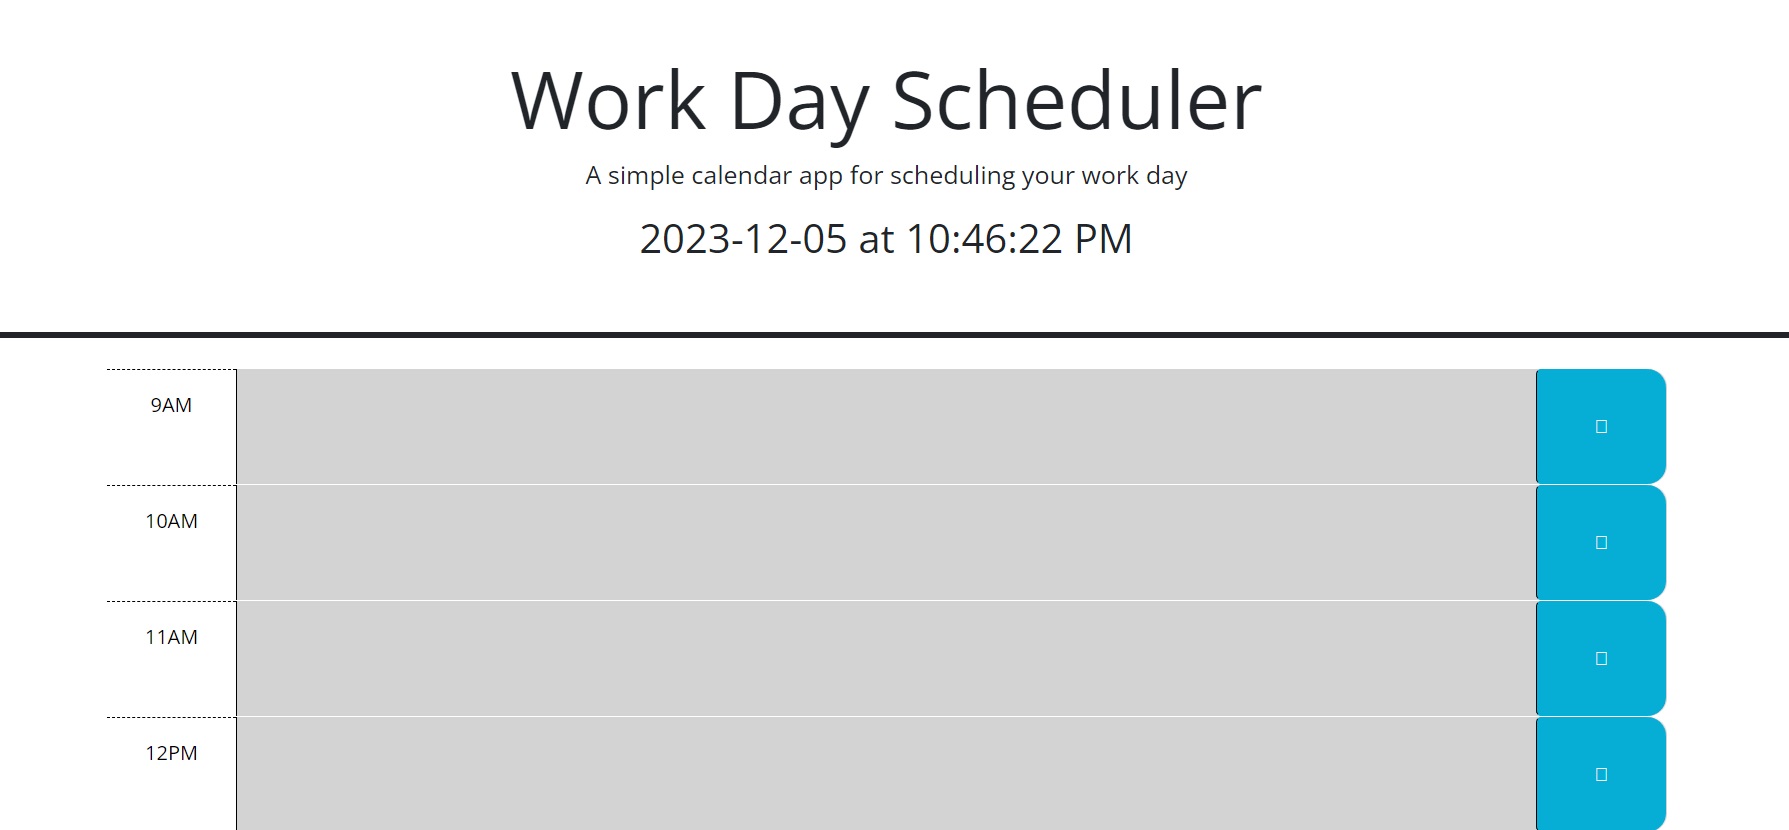 Work Day Scheduler
A simple calendar app for scheduling your work day
2023-12-05 at 10:46:22 PM
9AM
10AM
11AM
12PM